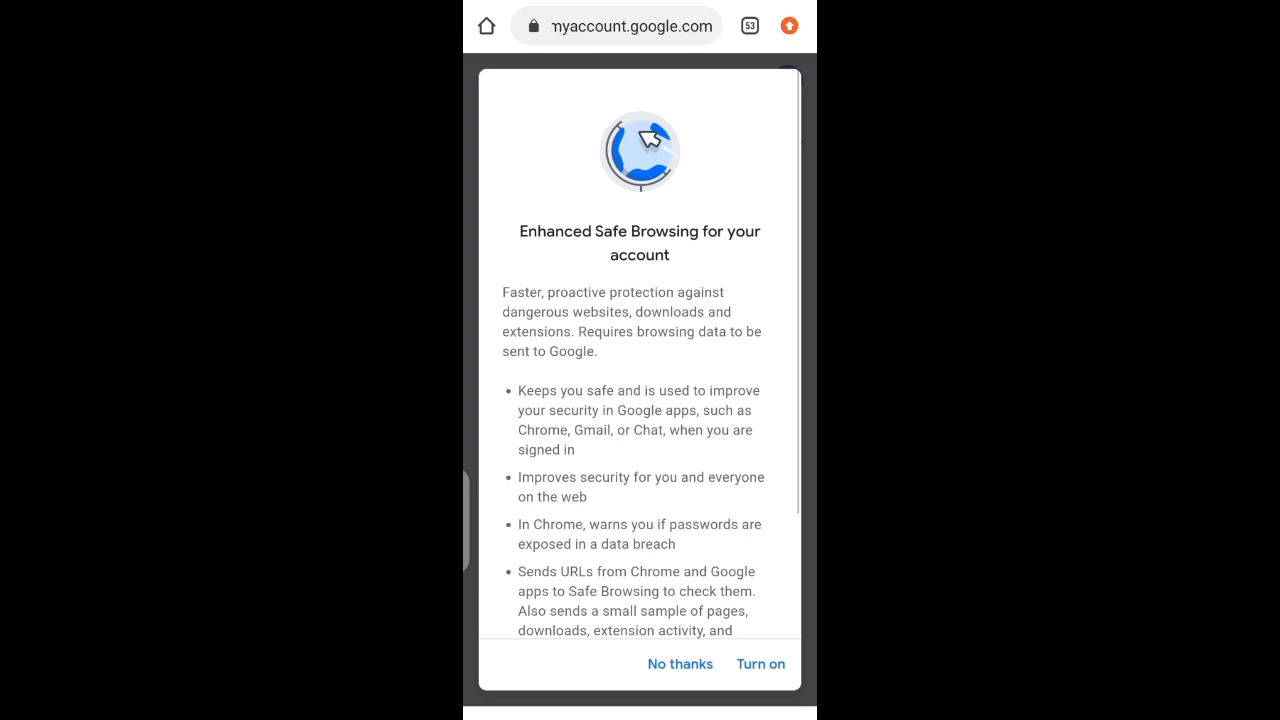 myaccount.google.com
53
Enhanced Safe Browsing for your
account
Faster, proactive protection against
dangerous websites, downloads and
extensions. Requires browsing data to be
sent to Google.
• Keeps you safe and is used to improve
your security in Google apps, such as
Chrome, Gmail, or Chat, when you are
signed in
• Improves security for you and everyone
on the web
• In Chrome, warns you if passwords are
exposed in a data breach
• Sends URLs from Chrome and Google
apps to Safe Browsing to check them.
Also sends a small sample of pages,
downloads, extension activity, and
No thanks Turn on